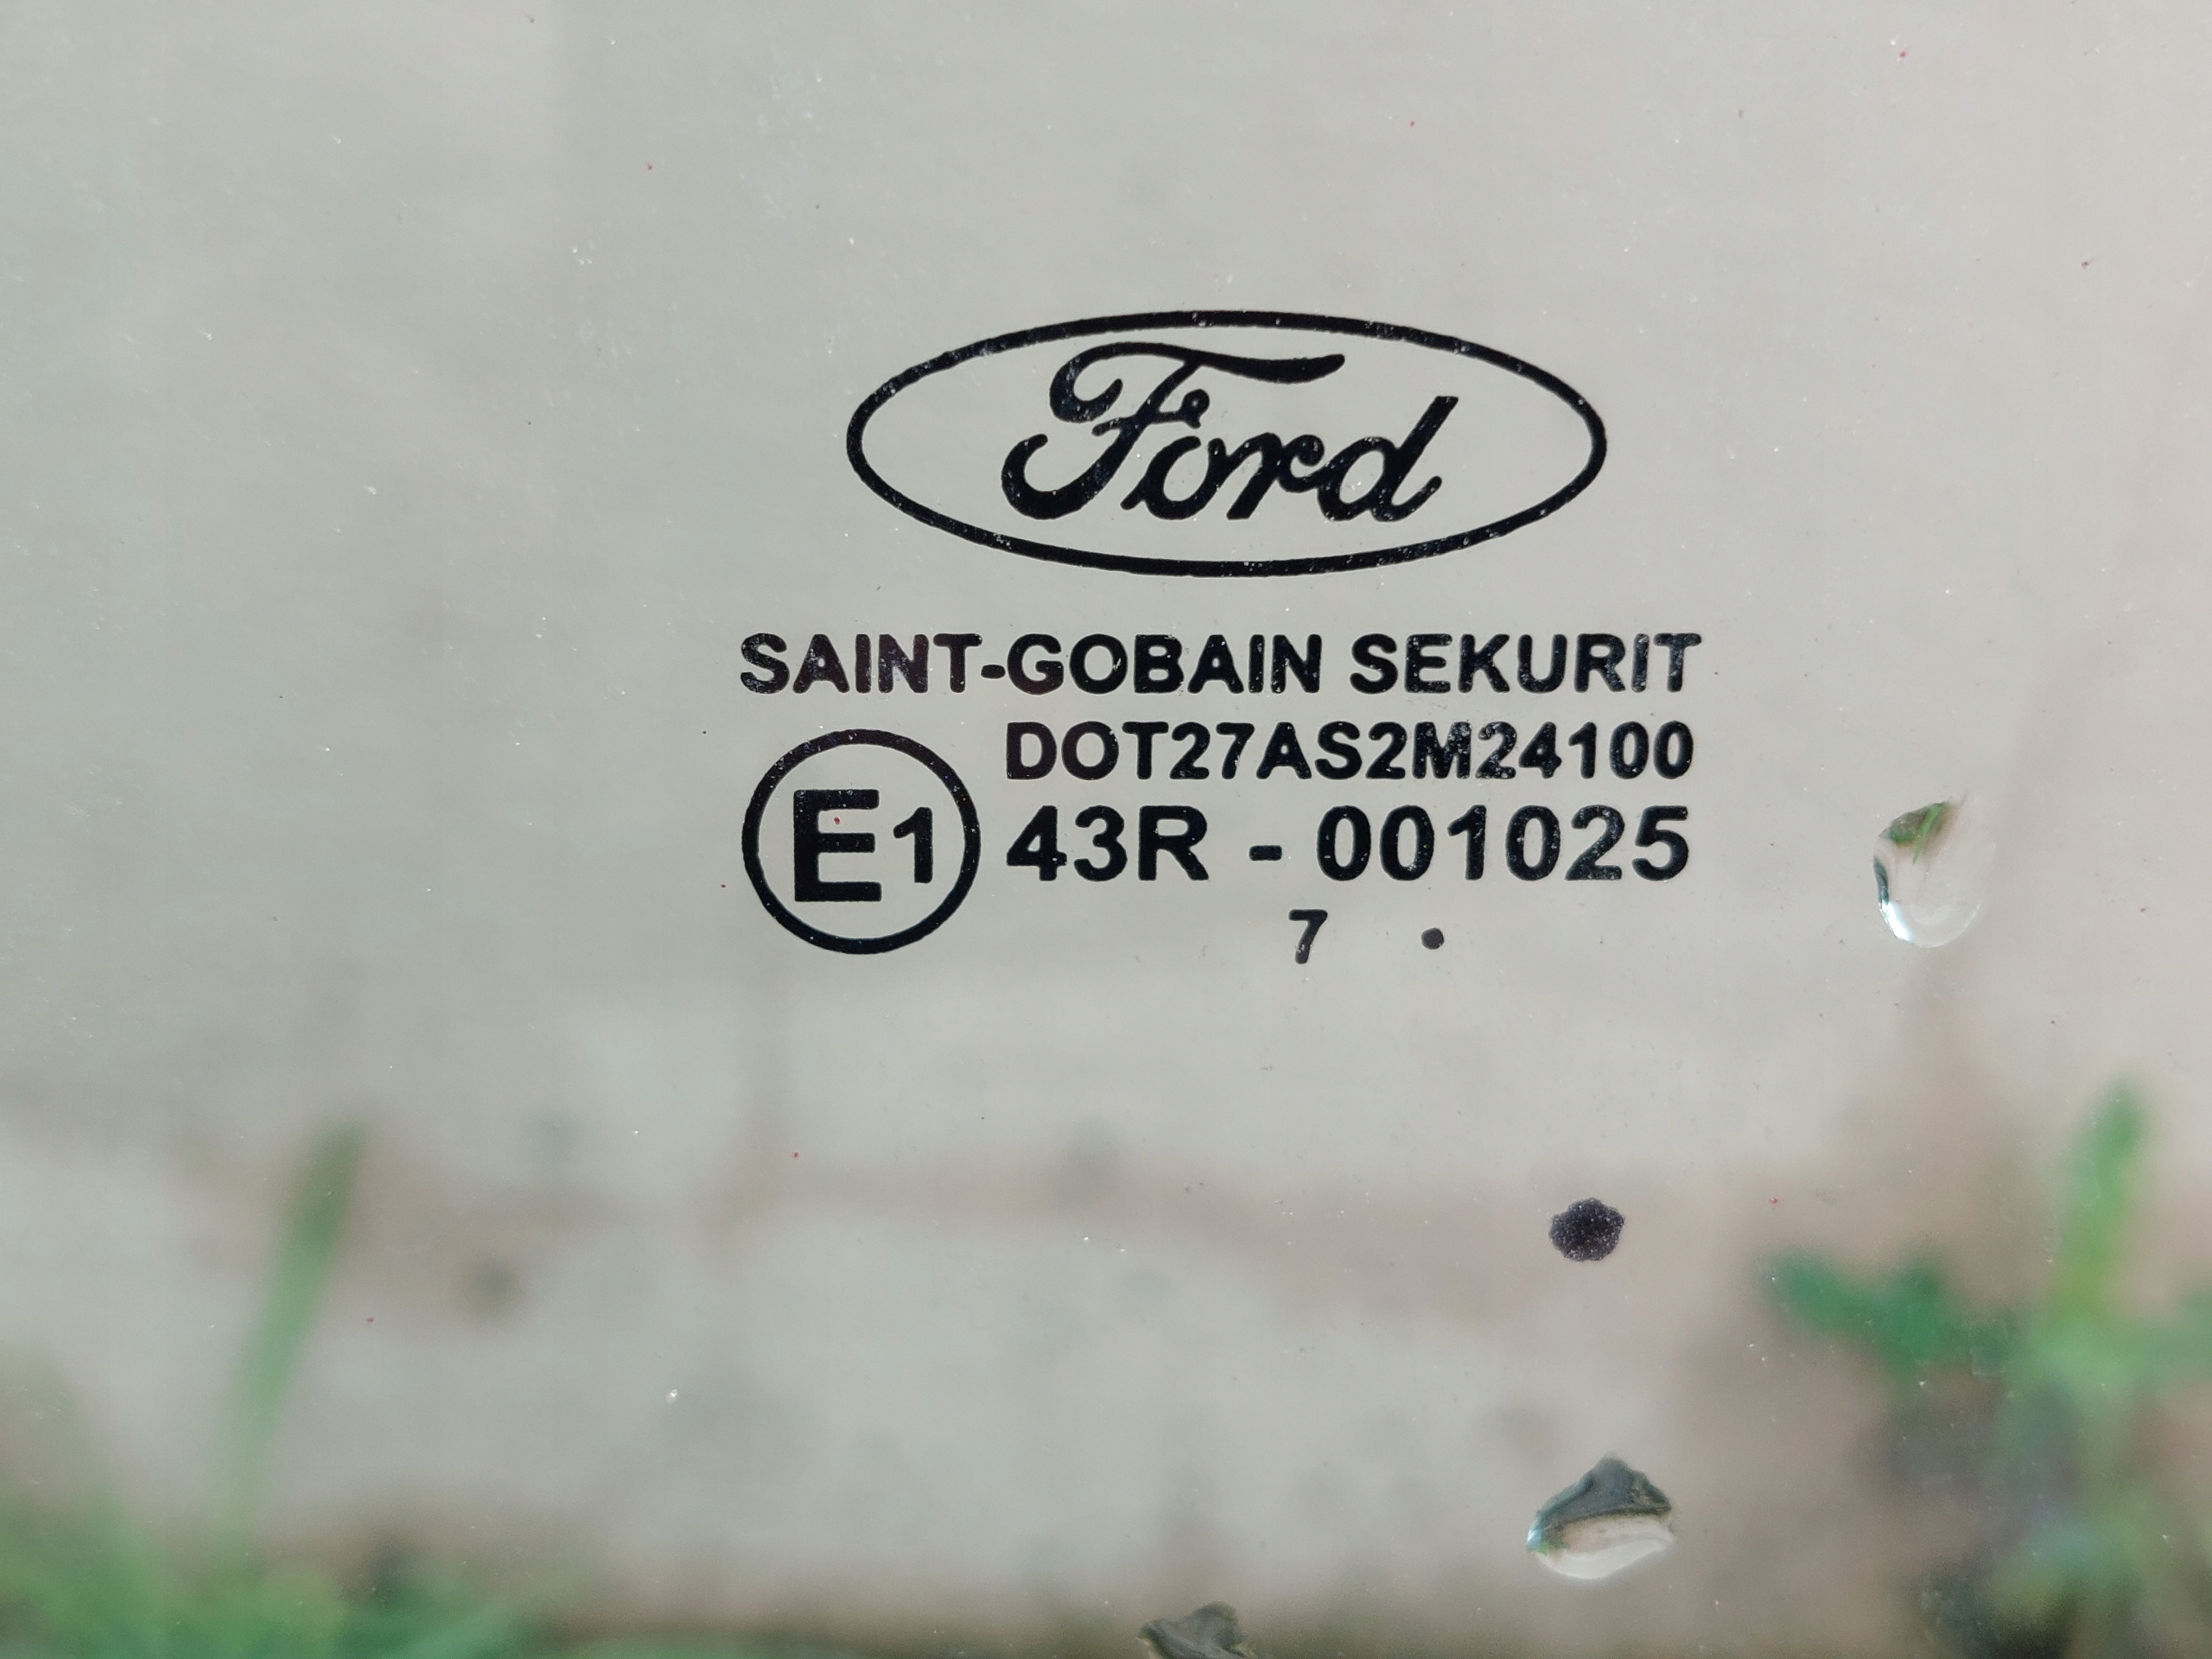 Ford
SAINT-GOBAIN SEKURIT
DOT27AS2M24100
E1 43R - 001025
7 •